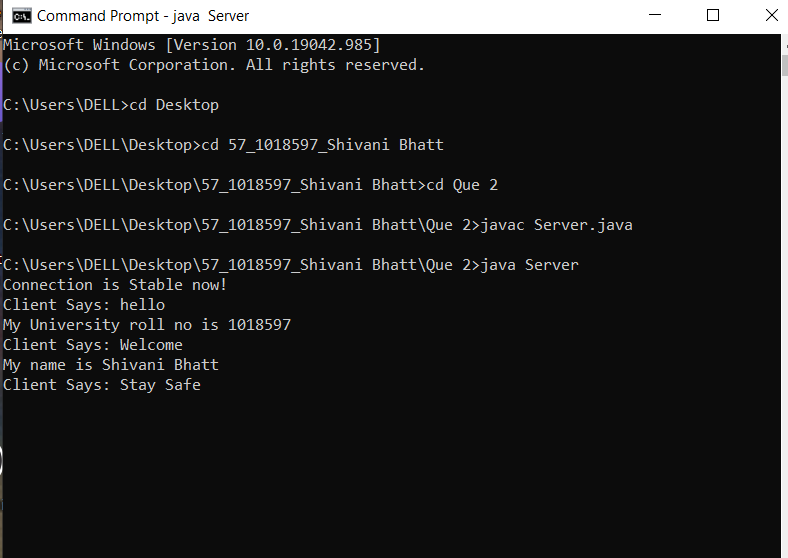 Command Prompt - java  Server
Microsoft Windows [Version 10.0.19042.985]
(c) Microsoft Corporation. All rights reserved.
C:\Users\DELL>cd Desktop
C:\Users\DELL\Desktop>cd 57_1018597_Shivani Bhatt
C:\Users\DELL\Desktop\57_1018597_Shivani Bhatt>cd Que 2
C:\Users\DELL\Desktop\57_1018597_Shivani Bhatt\Que 2>javac Server.java
C:\Users\DELL\Desktop\57_1018597_Shivani Bhatt\Que 2>java Server
Connection is Stable now!
Client Says: hello
My University roll no is 1018597
Client Says: Welcome
My name is Shivani Bhatt
Client Says: Stay Safe